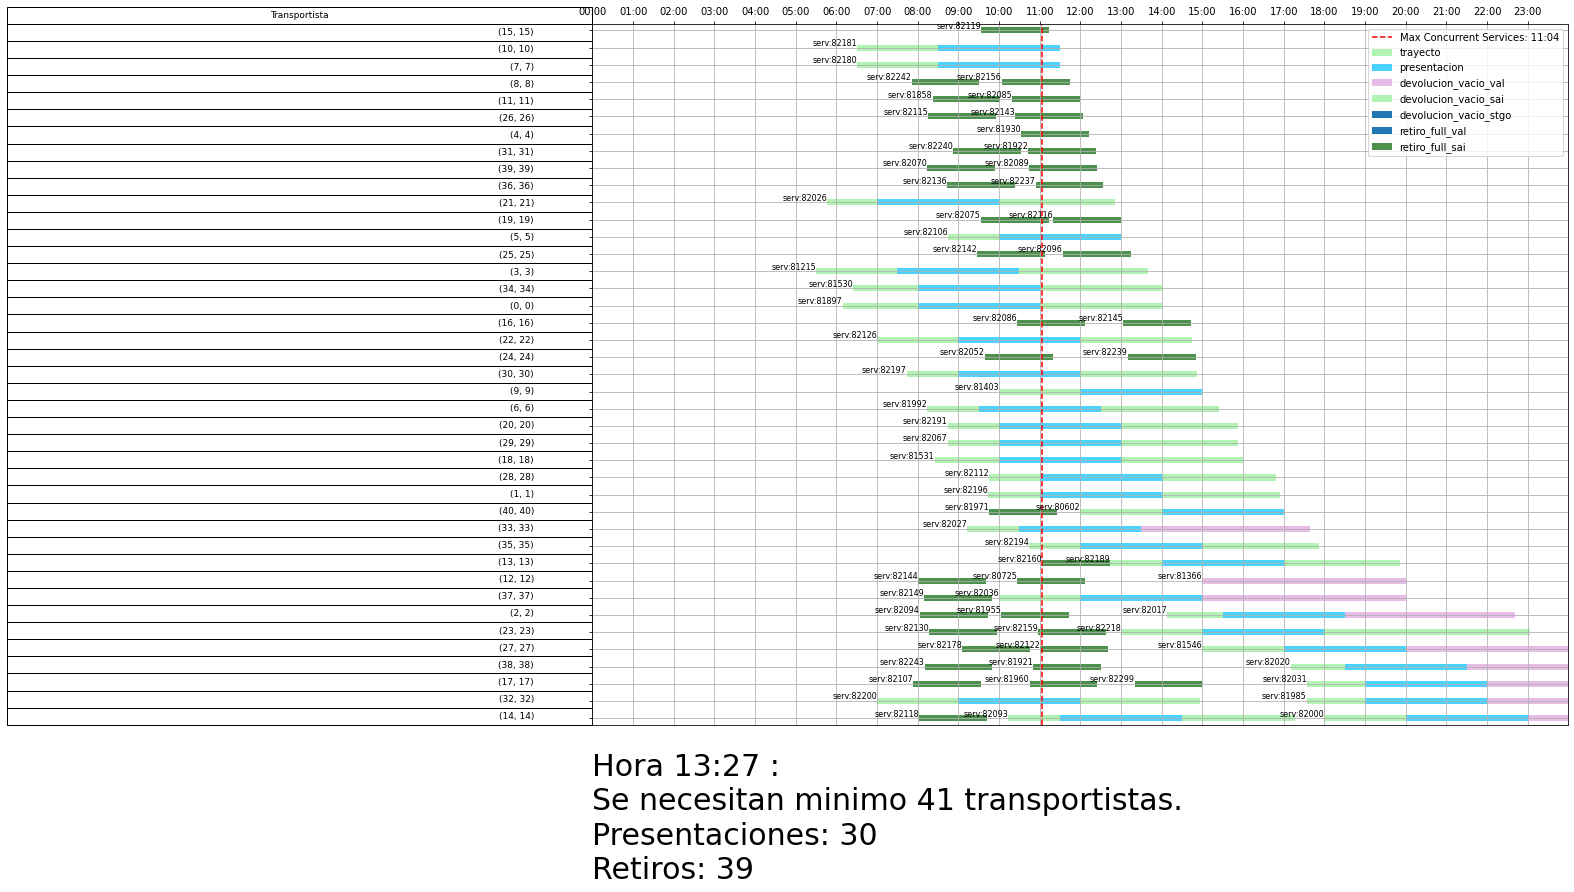 Transportista
00:00 01:00 02:00 03:00 04:00 05:00 06:00 07:00 08:00 09:00 10:00 11:00 12:00 13:00 14:00 15:00 16:00 17:00 18:00 19:00 20:00 21:00 22:00 23:00
Max Concurrent Services: 11:04
trayecto
presentacion
devolucion_vacio_val
devolucion_vacio_sai
devolucion_vacio_stgo
retiro_full_val
retiro_full_sai
(15, 15) serv:82119
(10, 10) serv:82181
(7, 7) serv:82180
(8, 8) serv:82242 serv:82156
(11, 11) serv:81858 serv:82085
(26, 26) serv:82115 serv:82143
(4, 4) serv:81930
(31, 31) serv:82240 serv:81922
(39, 39) serv:82070 serv:82089
(36, 36) serv:82136 serv:82237
(21, 21) serv:82026
(19, 19) serv:82075 serv:82116
(5, 5) serv:82106
(25, 25) serv:82142 serv:82096
(3, 3) serv:81215
(34, 34) serv:81530
(0, 0) serv:81897
(16, 16) serv:82086 serv:82145
(22, 22) serv:82126
(24, 24) serv:82052 serv:82239
(30, 30) serv:82197
(9, 9) serv:81403
(6, 6) serv:81992
(20, 20) serv:82191
(29, 29) serv:82067
(18, 18) serv:81531
(28, 28) serv:82112
(1, 1) serv:82196
(40, 40) serv:81971 serv:80602
(33, 33) serv:82027
(35, 35) serv:82194
(13, 13) serv:82160 serv:82189
(12, 12) serv:82144 serv:80725 serv:81366
(37, 37) serv:82149 serv:82036
(2, 2) serv:82094 serv:81955 serv:82017
(23, 23) serv:82130 serv:82159 serv:82218
(27, 27) serv:82178 serv:82122 serv:81546
(38, 38) serv:82243 serv:81921 serv:82020
(17, 17) serv:82107 serv:81960 serv:82299 serv:82031
(32, 32) serv:82200 serv:81985
(14, 14) serv:82118 serv:82093 serv:82000
Hora 13:27 :
Se necesitan minimo 41 transportistas.
Presentaciones: 30
Retiros: 39